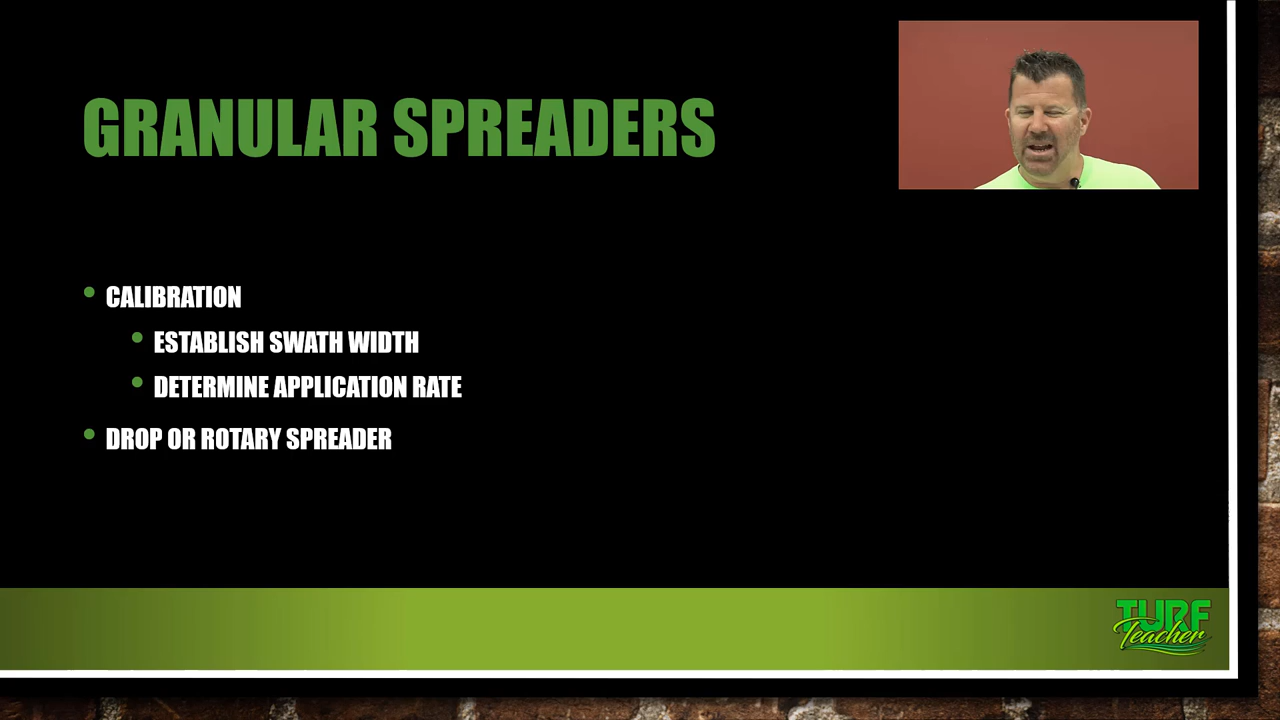 GRANULAR SPREADERS
CALIBRATION
ESTABLISH SWATH WIDTH
DETERMINE APPLICATION RATE
DROP OR ROTARY SPREADER
TURF
Teacher